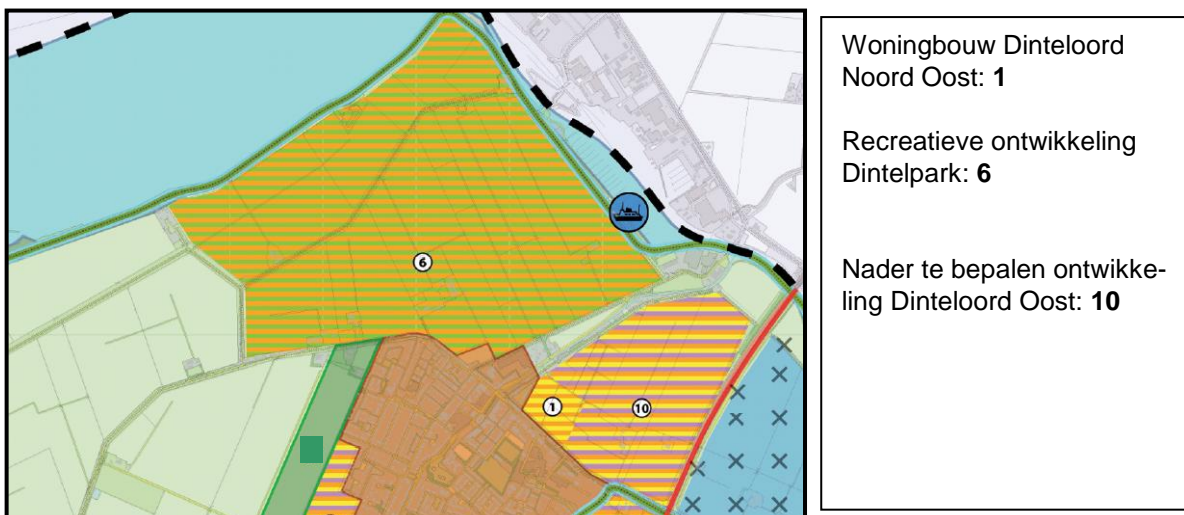 6
1
10
Woningbouw Dinteloord
Noord Oost: 1
Recreatieve ontwikkeling
Dintelpark: 6
Nader te bepalen ontwikke-
ling Dinteloord Oost: 10